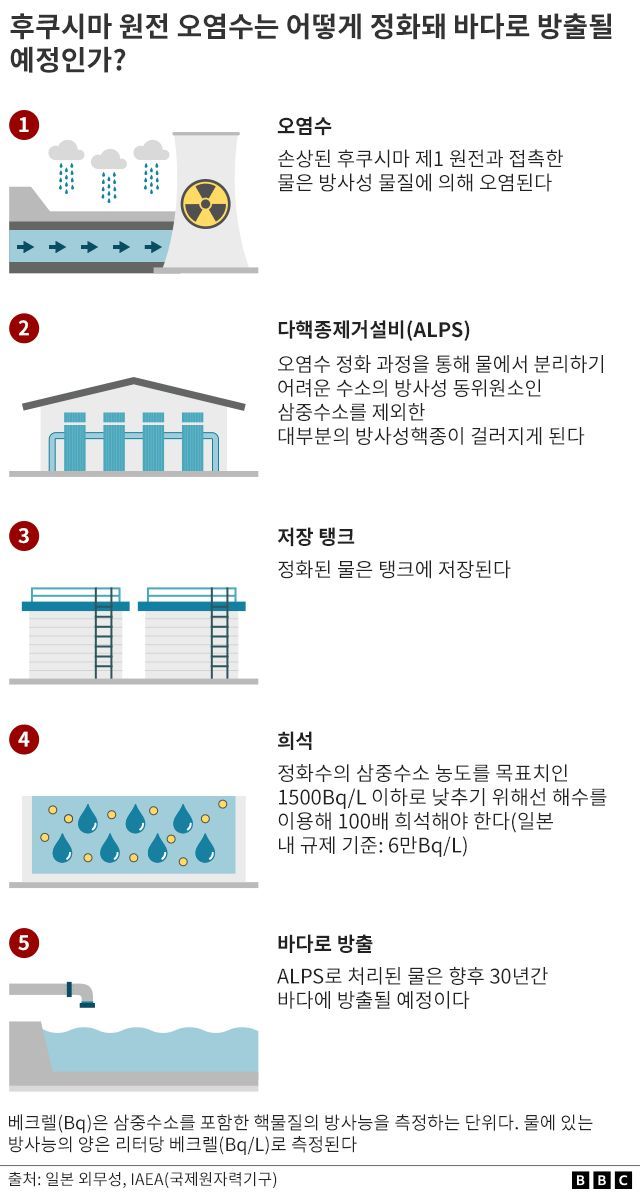 후쿠시마 원전 오염수는 어떻게 정화돼 바다로 방출될
예정인가?
1
오염수
손상된 후쿠시마 제1 원전과 접촉한
물은 방사성 물질에 의해 오염된다
2
다핵종제거설비(ALPS)
오염수 정화 과정을 통해 물에서 분리하기
어려운 수소의 방사성 동위원소인
삼중수소를 제외한
대부분의 방사성핵종이 걸러지게 된다
3
저장 탱크
정화된 물은 탱크에 저장된다
4
희석
정화수의 삼중수소 농도를 목표치인
1500Bq/L 이하로 낮추기 위해선 해수를
이용해 100배 희석해야 한다(일본
내 규제 기준: 6만Bq/L)
5
바다로 방출
ALPS로 처리된 물은 향후 30년간
바다에 방출될 예정이다
베크렐(Bq)은 삼중수소를 포함한 핵물질의 방사능을 측정하는 단위다. 물에 있는
방사능의 양은 리터당 베크렐(Bq/L)로 측정된다
출처: 일본 외무성, IAEA(국제원자력기구)
BBC